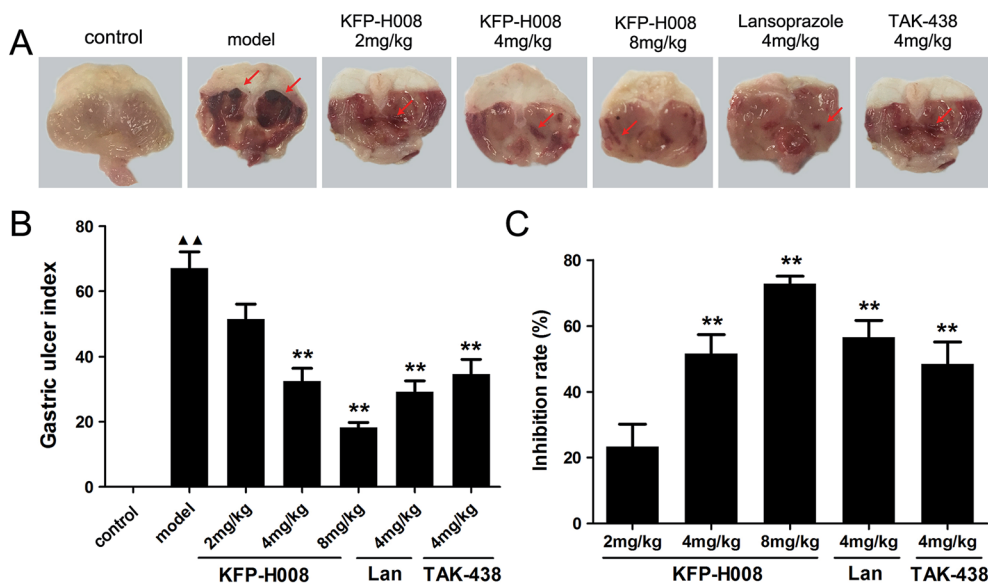 A
control
model
KFP-H008
2mg/kg
KFP-H008
4mg/kg
KFP-H008
8mg/kg
Lansoprazole
4mg/kg
TAK-438
4mg/kg
B
Gastric ulcer index
80
60
40
20
0
▲▲
**
**
**
**
control
model
2mg/kg
4mg/kg
8mg/kg
4mg/kg
4mg/kg
KFP-H008
Lan
TAK-438
C
Inhibition rate (%)
80
60
40
20
0
**
**
**
**
2mg/kg
4mg/kg
8mg/kg
4mg/kg
4mg/kg
KFP-H008
Lan
TAK-438